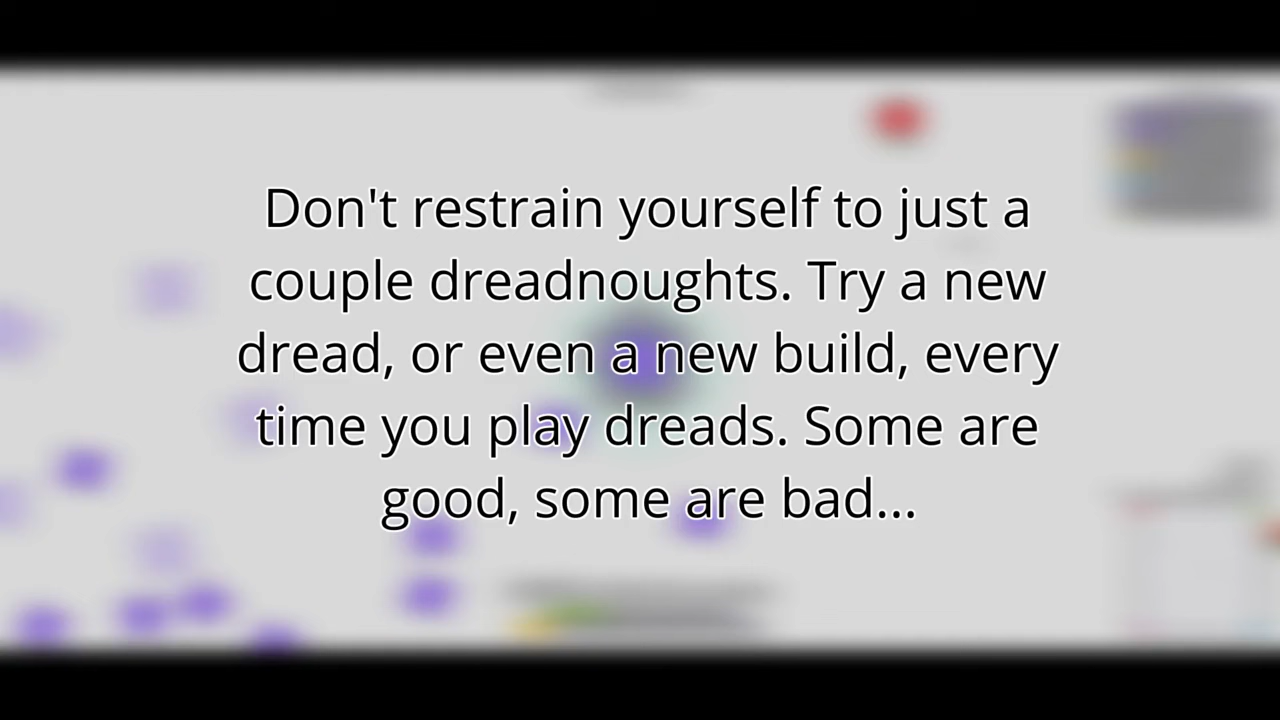 Don't restrain yourself to just a
couple dreadnoughts. Try a new
dread, or even a new build, every
time you play dreads. Some are
good, some are bad...